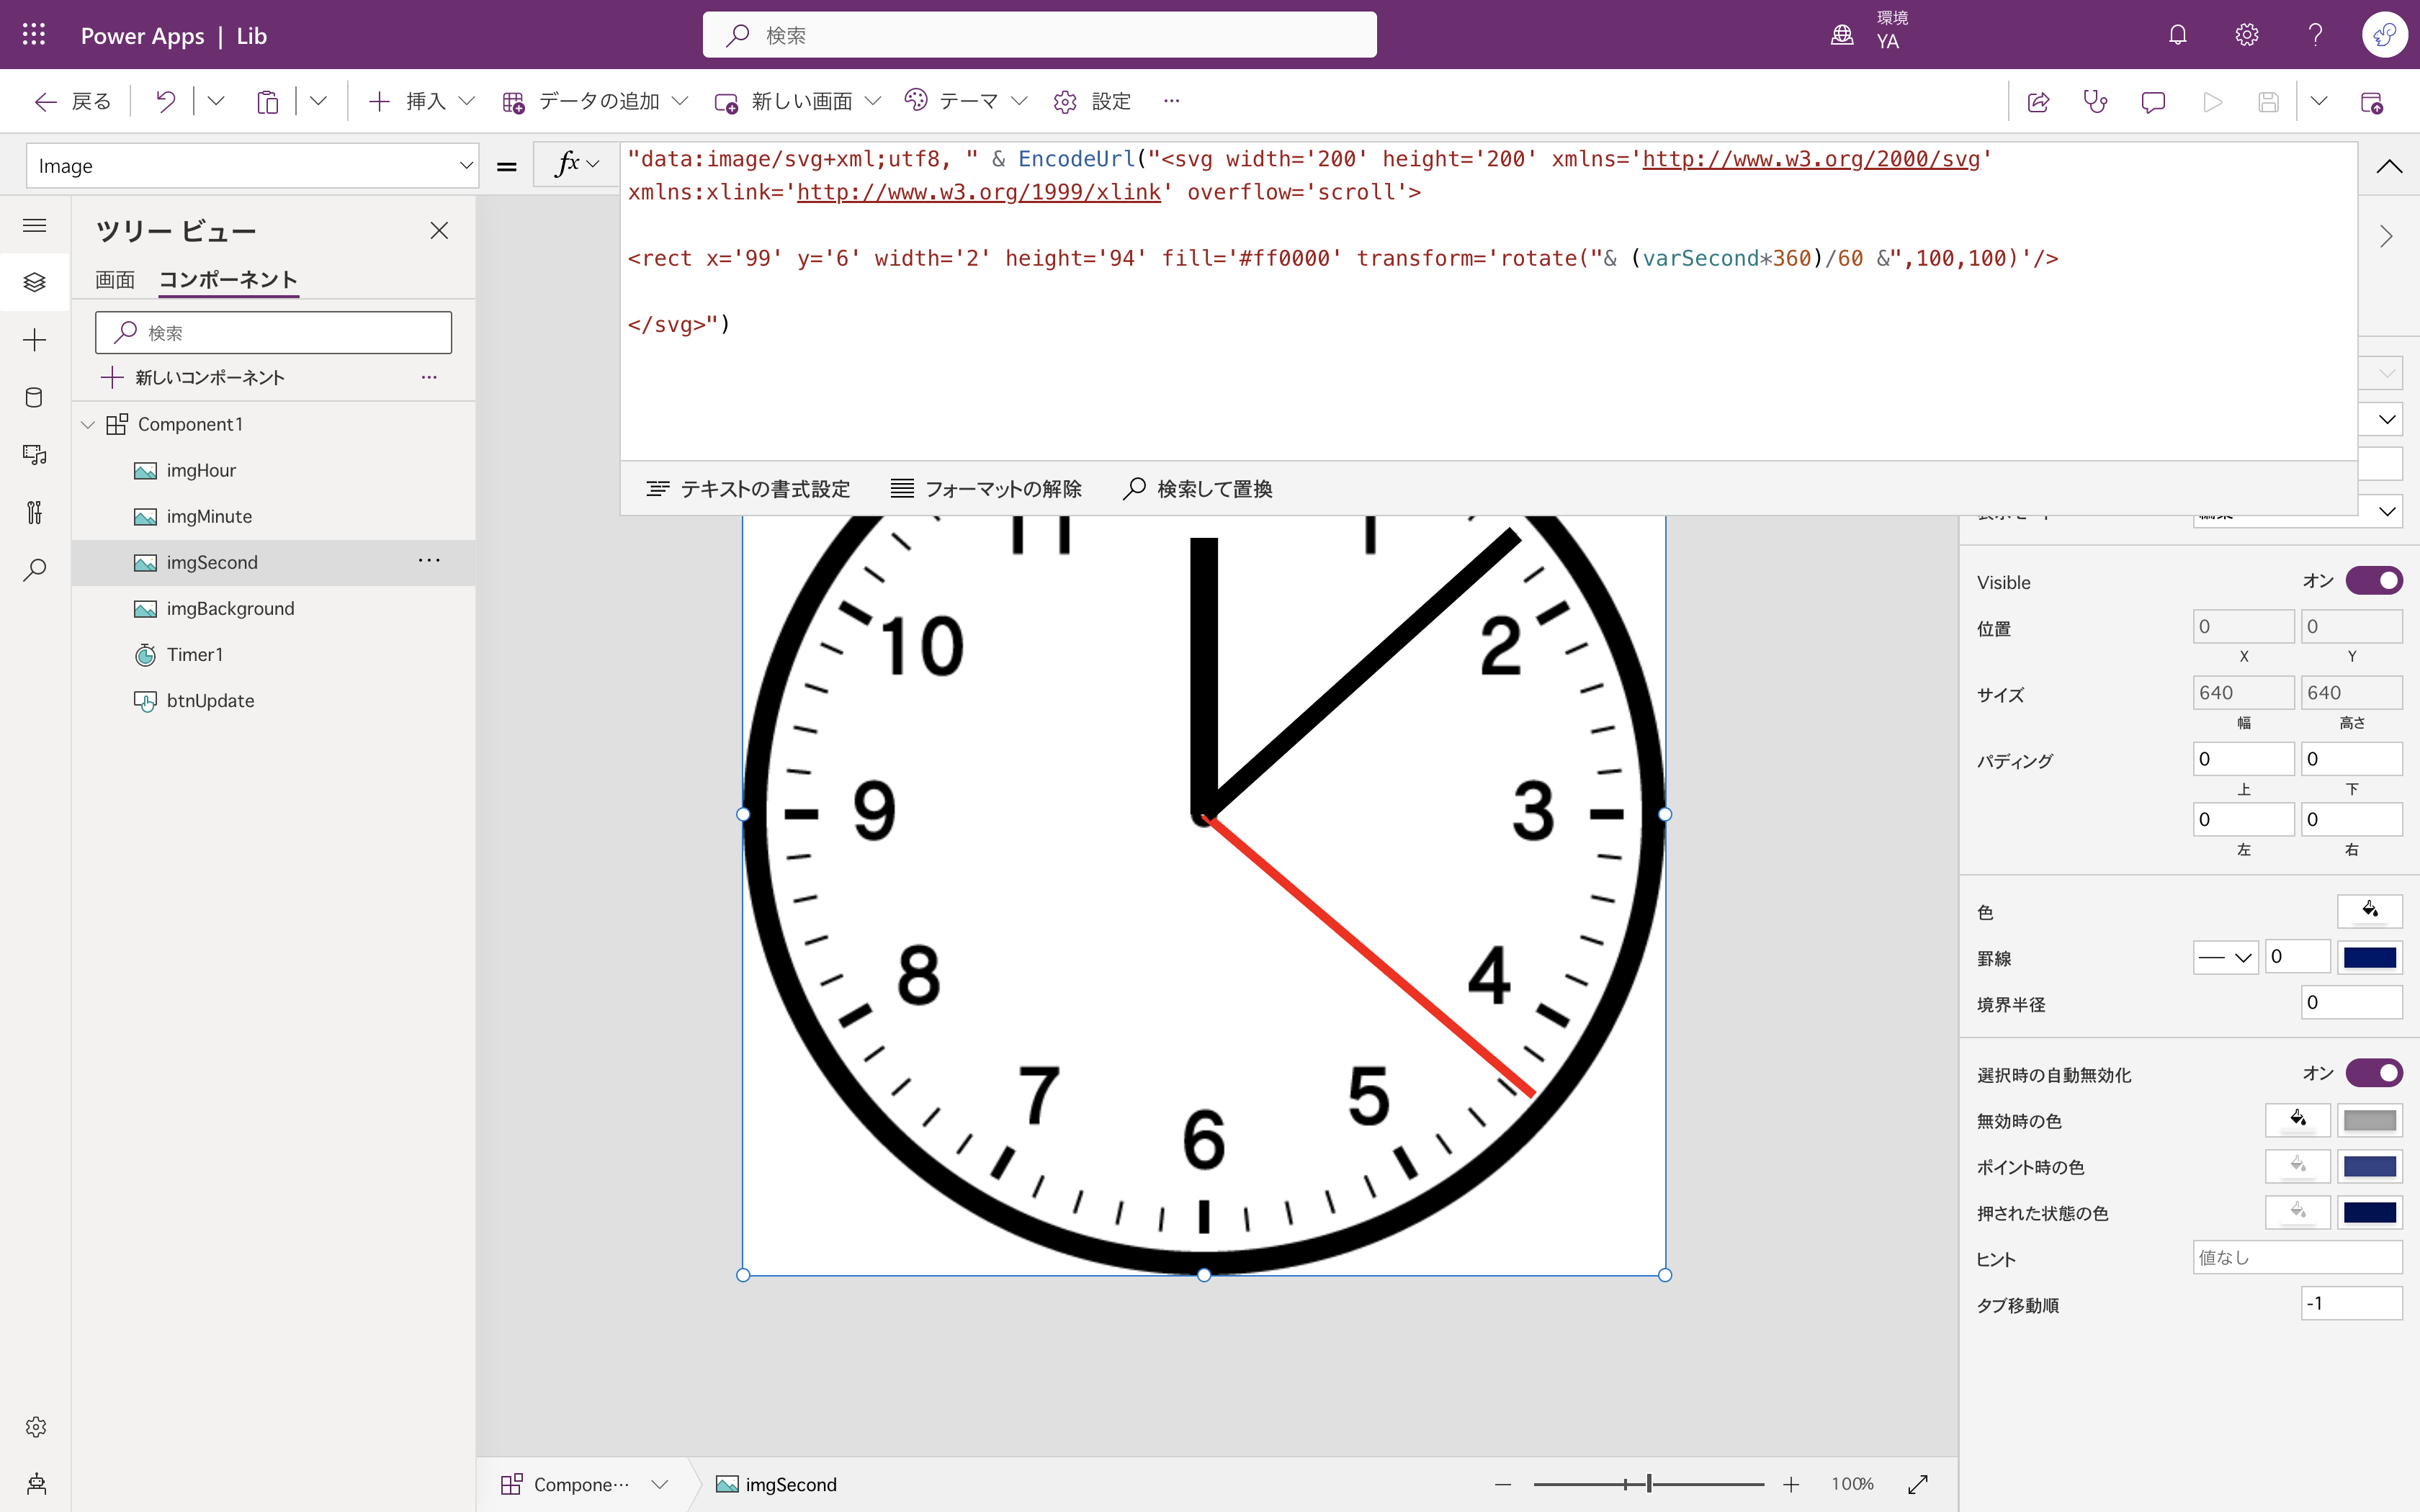 Power Apps | Lib
検索
環境
YA
戻る
挿入
データの追加
新しい画面
テーマ
設定
Image
=
fx
"data:image/svg+xml;utf8, " & EncodeUrl("<svg width='200' height='200' xmlns='http://www.w3.org/2000/svg'
xmlns:xlink='http://www.w3.org/1999/xlink' overflow='scroll'>
<rect x='99' y='6' width='2' height='94' fill='#ff0000' transform='rotate("& (varSecond*360)/60 &",100,100)'/>
</svg>")
テキストの書式設定
フォーマットの解除
検索して置換
ツリー ビュー
画面
コンポーネント
検索
新しいコンポーネント
Component1
imgHour
imgMinute
imgSecond
imgBackground
Timer1
btnUpdate
11
1
10
2
9
3
8
4
7
5
6
Visible
オン
位置
0
0
X
Y
サイズ
640
640
幅
高さ
パディング
0
0
上
下
0
0
左
右
色
罫線
0
境界半径
0
選択時の自動無効化
オン
無効時の色
ポイント時の色
押された状態の色
ヒント
値なし
タブ移動順
-1
Compone…
imgSecond
100%